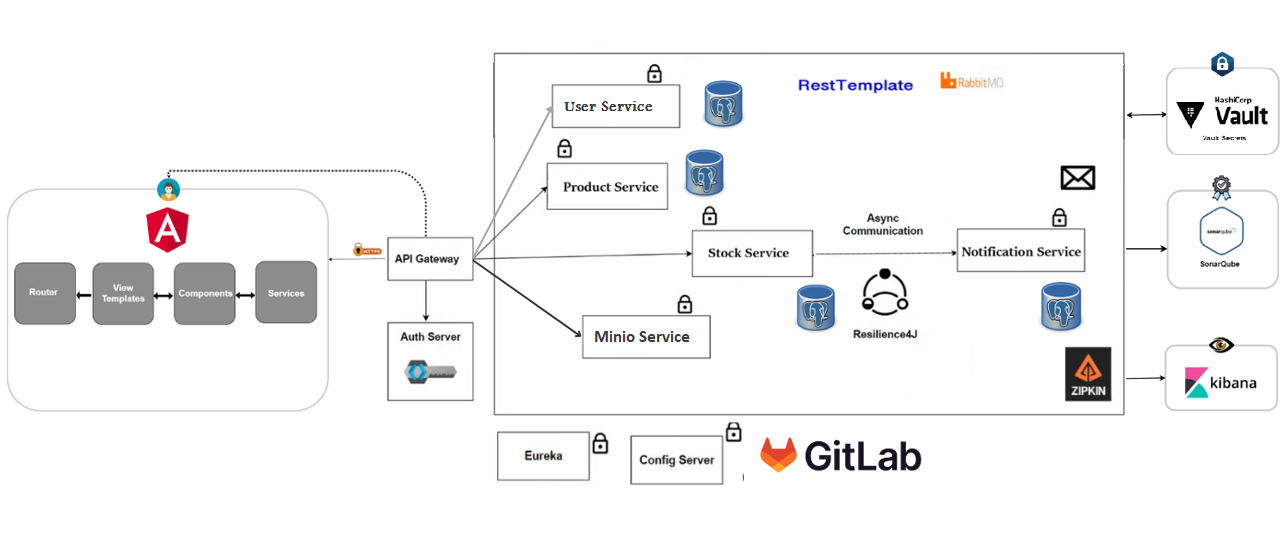 User Service
RestTemplate
RabbitMQ
HashiCorp
Vault
Vault Secrets
Product Service
Async
Communication
HTTPS
API Gateway
Stock Service
Notification Service
sonarqube
SonarQube
Router
View
Templates
Components
Services
Auth Server
Minio Service
Resilience4J
ZIPKIN
kibana
Eureka
Config Server
GitLab